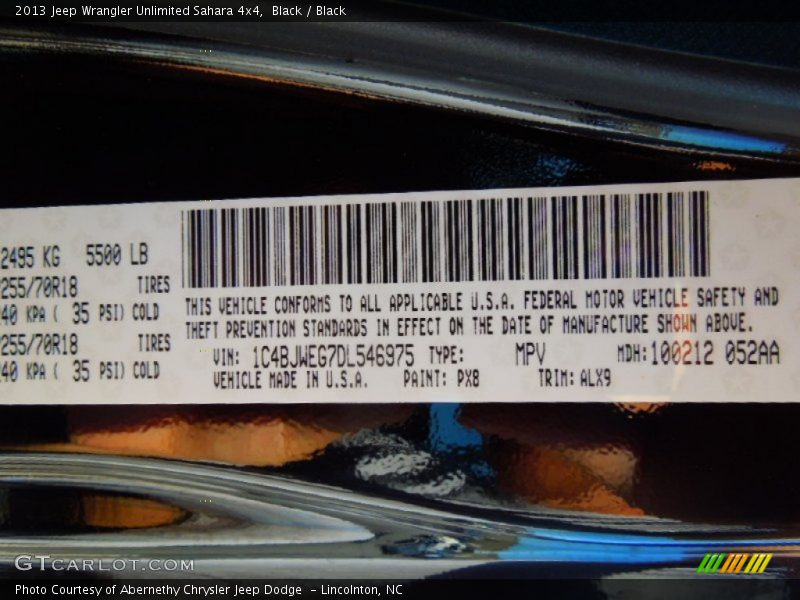 2013 Jeep Wrangler Unlimited Sahara 4x4, Black / Black
2495 KG 5500 LB
255/70R18 TIRES
40 KPA ( 35 PSI) COLD
255/70R18 TIRES
40 KPA ( 35 PSI) COLD
THIS VEHICLE CONFORMS TO ALL APPLICABLE U.S.A. FEDERAL MOTOR VEHICLE SAFETY AND
THEFT PREVENTION STANDARDS IN EFFECT ON THE DATE OF MANUFACTURE SHOWN ABOVE.
VIN: 1C4BJWEG7DL546975 TYPE: MPV MDH: 100212 052AA
VEHICLE MADE IN U.S.A. PAINT: PX8 TRIM: ALX9
GTCARLOT.COM
Photo Courtesy of Abernethy Chrysler Jeep Dodge - Lincolnton, NC